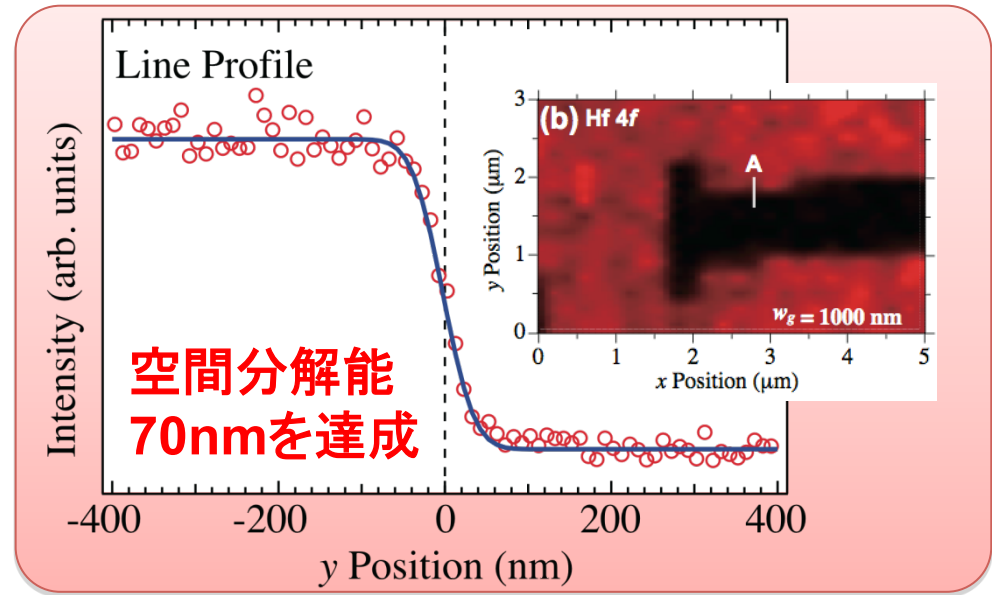 Line Profile
Intensity (arb. units)
空間分解能
70nmを達成
-400 -200 0 200 400
y Position (nm)
(b) Hf 4f
A
3
2
1
0
y Position (μm)
w_g = 1000 nm
0 1 2 3 4 5
x Position (μm)